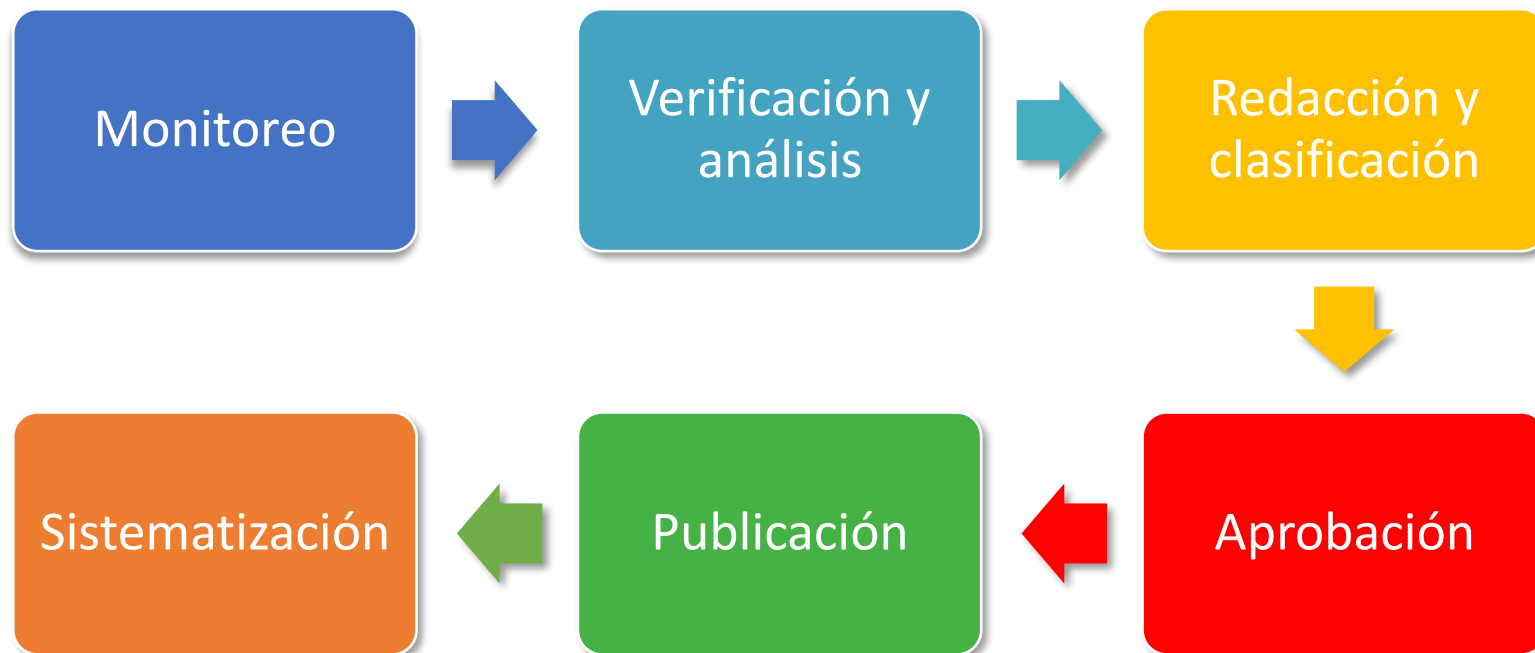 Monitoreo
Verificación y
análisis
Redacción y
clasificación
Aprobación
Publicación
Sistematización